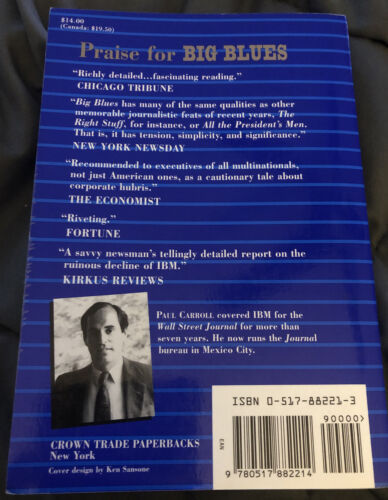 $14.00
(Canada: $19.50)
Praise for BIG BLUES
“Richly detailed...fascinating reading.”
CHICAGO TRIBUNE
“Big Blues has many of the same qualities as other
memorable journalistic feats of recent years, The
Right Stuff, for instance, or All the President's Men.
That is, it has tension, simplicity, and significance.”
NEW YORK NEWSDAY
“Recommended to executives of all multinationals,
not just American ones, as a cautionary tale about
corporate hubris.”
THE ECONOMIST
“Riveting.”
FORTUNE
“A savvy newsman's tellingly detailed report on the
ruinous decline of IBM.”
KIRKUS REVIEWS
PAUL CARROLL covered IBM for the
Wall Street Journal for more than
seven years. He now runs the Journal
bureau in Mexico City.
CROWN TRADE PAPERBACKS
New York
Cover design by Ken Sansone
ISBN 0-517-88221-3
90000>
EAN
9 780517 882214